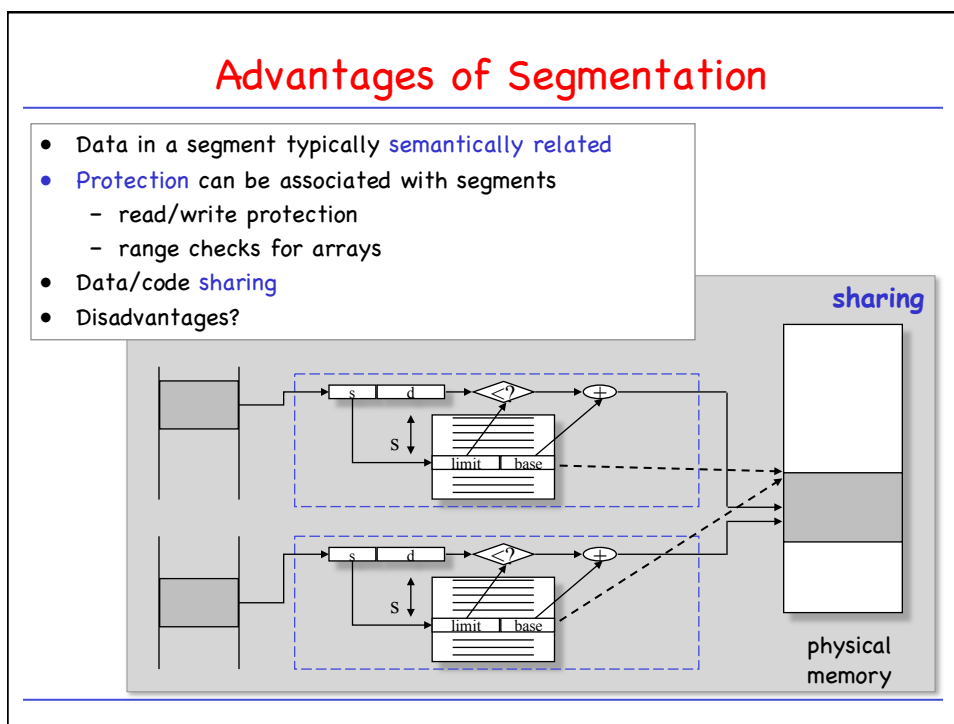 Advantages of Segmentation
• Data in a segment typically semantically related
• Protection can be associated with segments
– read/write protection
– range checks for arrays
• Data/code sharing
• Disadvantages?
sharing
s d <? +
S
limit base
s d <? +
S
limit base
physical
memory